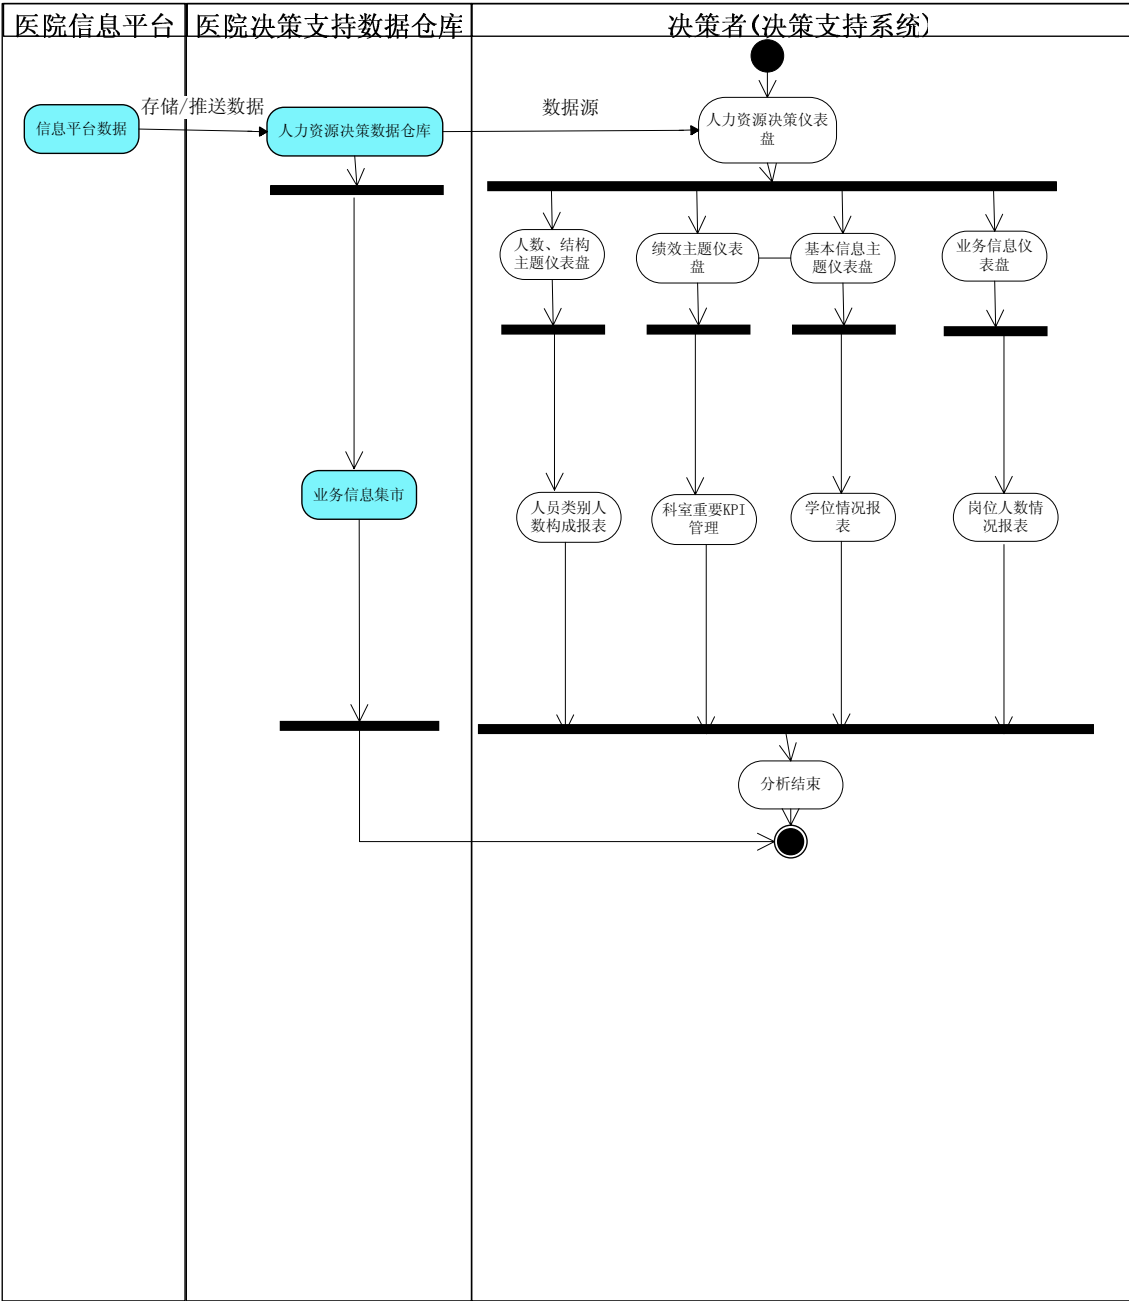 医院信息平台
医院决策支持数据仓库
决策者(决策支持系统)
存储/推送数据
数据源
信息平台数据
人力资源决策数据仓库
人力资源决策仪表
盘
人数、结构
主题仪表盘
绩效主题仪表
盘
基本信息主
题仪表盘
业务信息仪
表盘
业务信息集市
人员类别人
数构成报表
科室重要KPI
管理
学位情况报
表
岗位人数情
况报表
分析结束